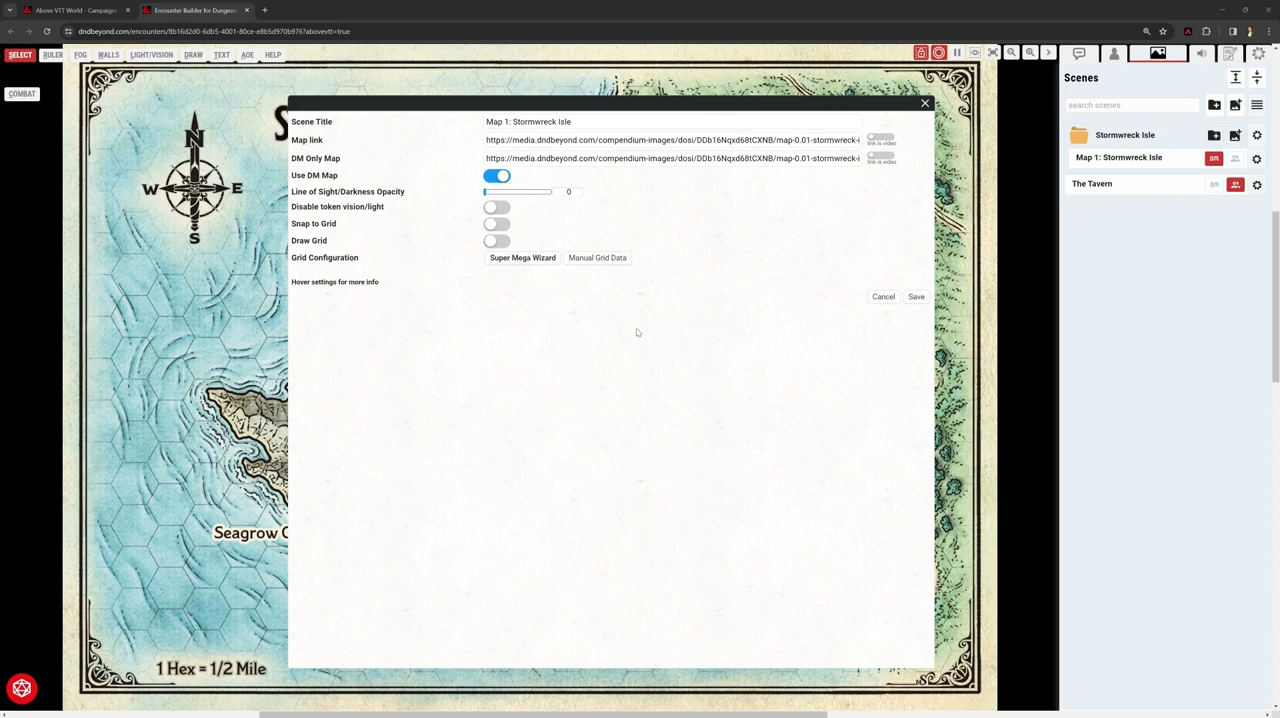 Above VTT World - Campaigns
Encounter Builder for Dungeon
dndbeyond.com/encounters/8b16d2d0-6db5-4001-80ce-e8b5d970b976?abovevtt=true
SELECT RULER FOG WALLS LIGHT/VISION DRAW TEXT AOE HELP
COMBAT
N
W E
S
Scene Title Map 1: Stormwreck Isle
Map link https://media.dndbeyond.com/compendium-images/dosi/DDb16Nqxd68tCXNB/map-0.01-stormwreck-i
link is video
DM Only Map https://media.dndbeyond.com/compendium-images/dosi/DDb16Nqxd68tCXNB/map-0.01-stormwreck-i
link is video
Use DM Map
Line of Sight/Darkness Opacity 0
Disable token vision/light
Snap to Grid
Draw Grid
Grid Configuration Super Mega Wizard Manual Grid Data
Hover settings for more info
Cancel Save
Seagrow C
1 Hex = 1/2 Mile
Scenes
search scenes
Stormwreck Isle
Map 1: Stormwreck Isle DM
The Tavern DM